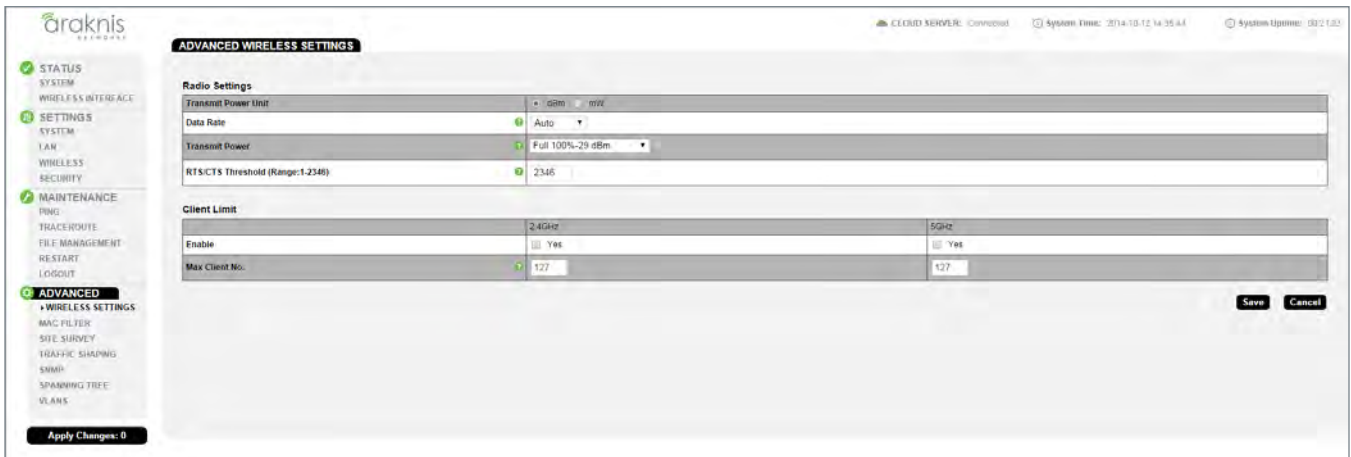 araknis
NETWORKS
CLOUD SERVER: Connected
System Time: 2014-10-12
System Uptime:
ADVANCED WIRELESS SETTINGS
STATUS
SYSTEM
WIRELESS INTERFACE
SETTINGS
SYSTEM
LAN
WIRELESS
SECURITY
MAINTENANCE
PING
TRACEROUTE
FILE MANAGEMENT
RESTART
LOGOUT
ADVANCED
WIRELESS SETTINGS
MAC FILTER
SITE SURVEY
TRAFFIC SHAPING
SNMP
SPANNING TREE
VLANS
Apply Changes: 0
Radio Settings
Transmit Power Unit dBm mW
Data Rate Auto
Transmit Power Full 100%-29 dBm
RTS/CTS Threshold (Range:1-2346) 2346
Client Limit
2.4GHz 5GHz
Enable Yes Yes
Max Client No. 127 127
Save Cancel